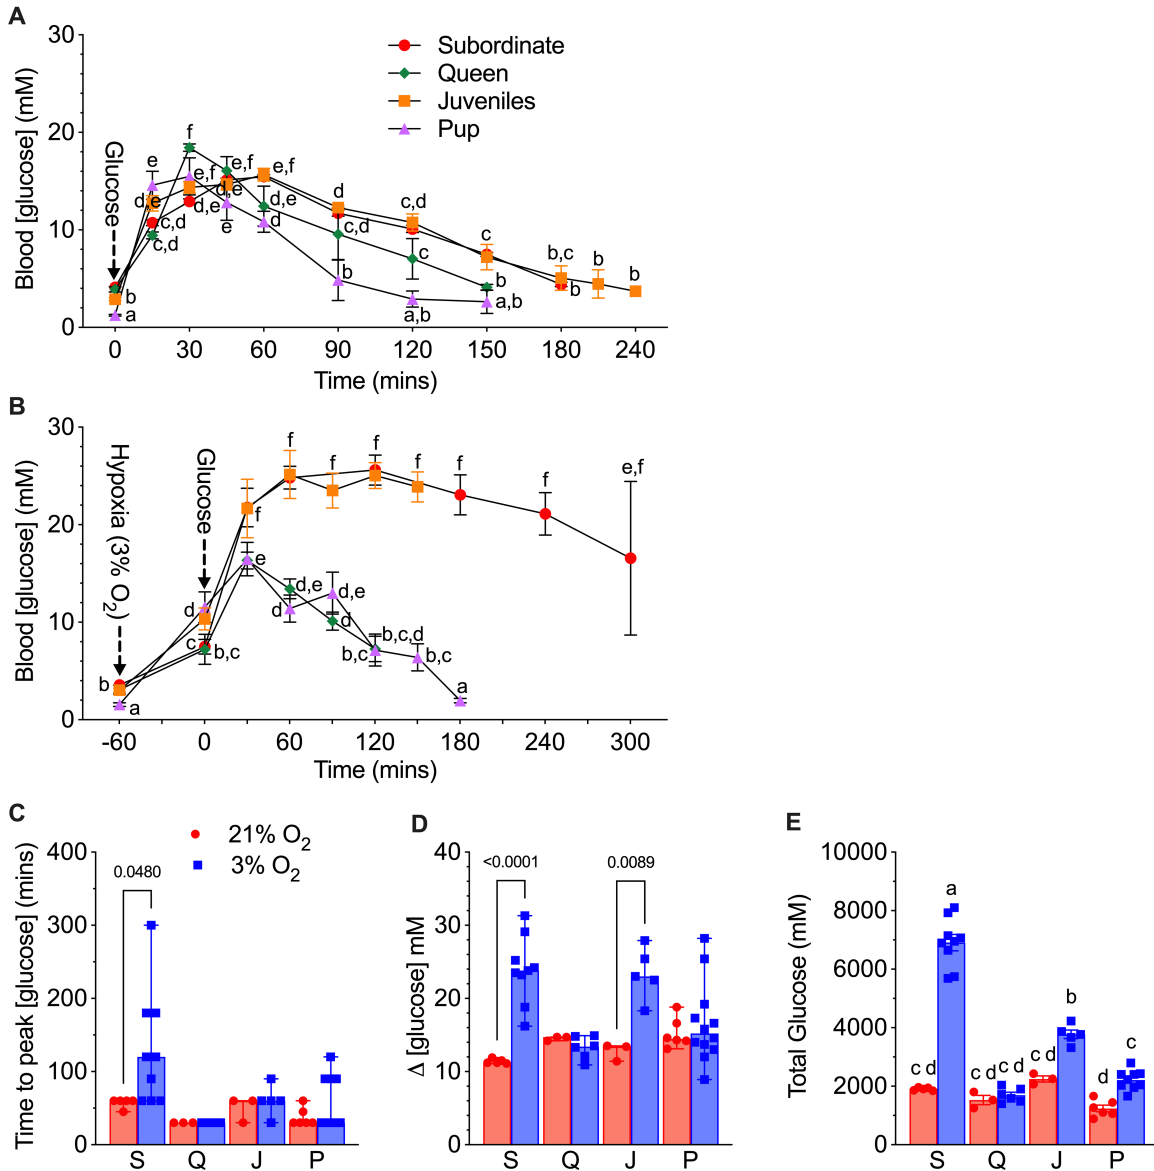 A
Blood [glucose] (mM)
30
20
10
0
Subordinate
Queen
Juveniles
Pup
Glucose
f
e
e,f
e,f
e,f
d,e
d,e
d,e
d,e
c,d
c,d
e
d
d
c,d
c,d
c
c
b
b
a,b
a,b
b,c
b
b
b
b
a
0
30
60
90
120
150
180
210
240
Time (mins)
B
Blood [glucose] (mM)
30
20
10
0
Hypoxia (3% O2)
Glucose
f
f
f
f
f
f
e,f
f
e
d
d,e
d,e
d
d
c
b,c
b,c,d
b,c
b,c
b
a
a
-60
0
60
120
180
240
300
Time (mins)
C
21% O2
3% O2
Time to peak [glucose] (mins)
400
300
200
100
0
0.0480
S
Q
J
P
D
Δ [glucose] mM
40
30
20
10
0
<0.0001
0.0089
S
Q
J
P
E
Total Glucose (mM)
10000
8000
6000
4000
2000
0
a
b
c d
c d
c d
c d
d
c
S
Q
J
P